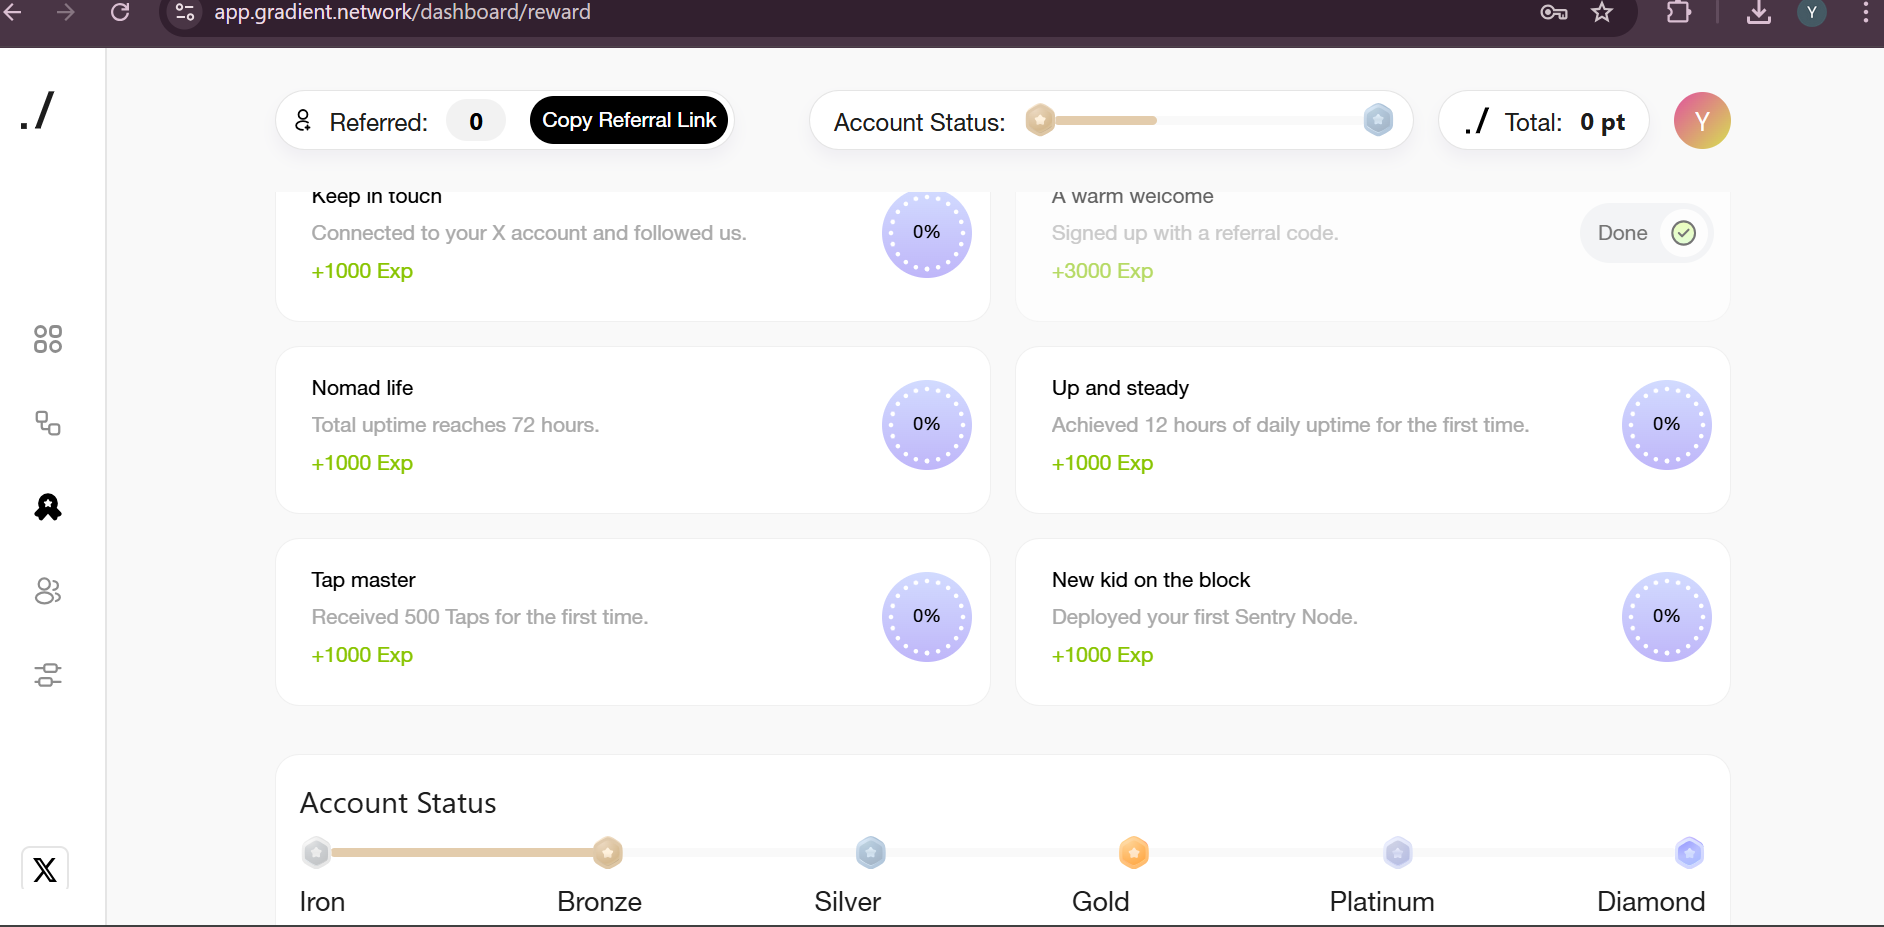 app.gradient.network/dashboard/reward
Y
./
Referred: 0 Copy Referral Link
Account Status:
./ Total: 0 pt
Y
Keep in touch
Connected to your X account and followed us.
+1000 Exp
0%
A warm welcome
Signed up with a referral code.
+3000 Exp
Done
Nomad life
Total uptime reaches 72 hours.
+1000 Exp
0%
Up and steady
Achieved 12 hours of daily uptime for the first time.
+1000 Exp
0%
Tap master
Received 500 Taps for the first time.
+1000 Exp
0%
New kid on the block
Deployed your first Sentry Node.
+1000 Exp
0%
Account Status
Iron Bronze Silver Gold Platinum Diamond
X